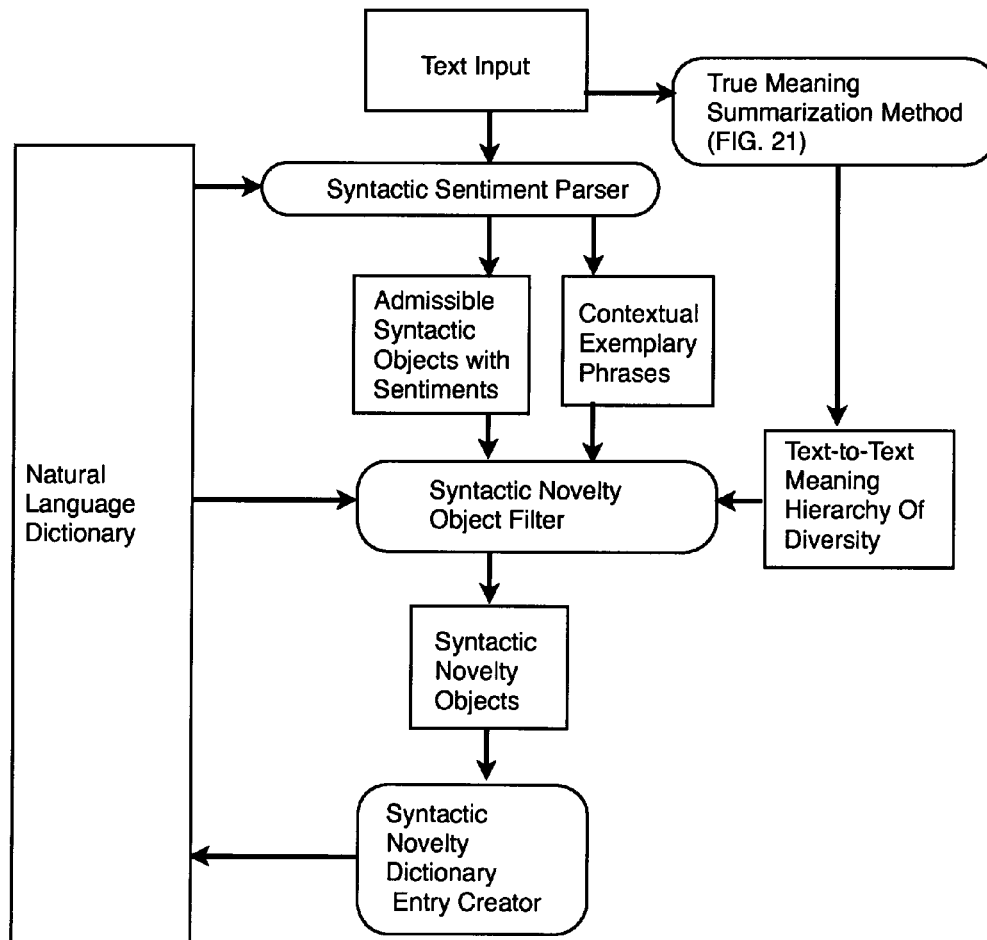 Text Input
True Meaning
Summarization Method
(FIG. 21)
Syntactic Sentiment Parser
Admissible
Syntactic
Objects with
Sentiments
Contextual
Exemplary
Phrases
Natural
Language
Dictionary
Syntactic Novelty
Object Filter
Text-to-Text
Meaning
Hierarchy Of
Diversity
Syntactic
Novelty
Objects
Syntactic
Novelty
Dictionary
Entry Creator